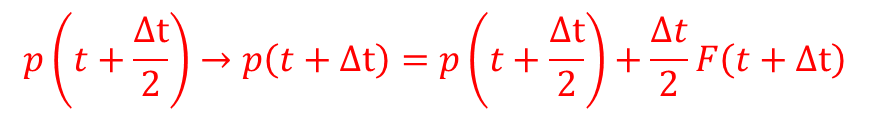 p(t + Δt/2) → p(t + Δt) = p(t + Δt/2) + Δt/2 F(t + Δt)